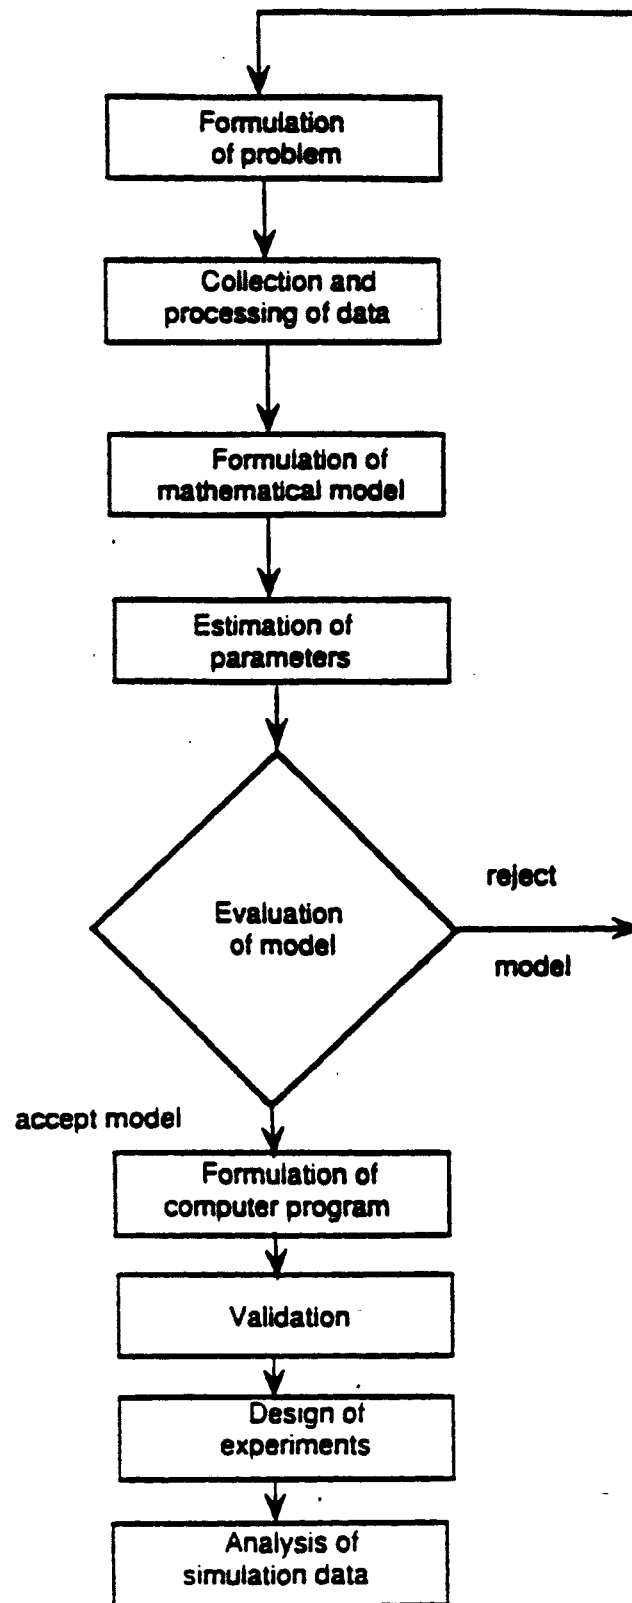 Formulation
of problem
Collection and
processing of data
Formulation of
mathematical model
Estimation of
parameters
Evaluation
of model
reject
model
accept model
Formulation of
computer program
Validation
Design of
experiments
Analysis of
simulation data